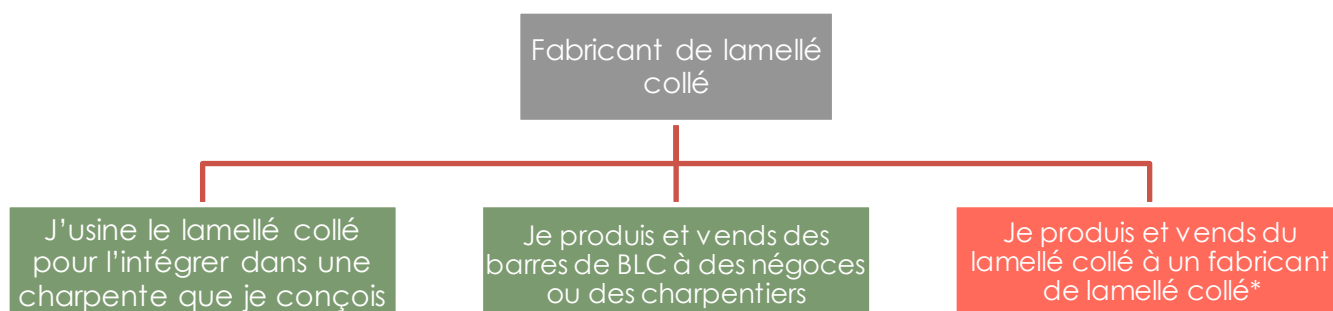 Fabricant de lamellé
collé
J’usine le lamellé collé
pour l’intégrer dans une
charpente que je conçois
Je produis et vends des
barres de BLC à des négoces
ou des charpentiers
Je produis et vends du
lamellé collé à un fabricant
de lamellé collé*